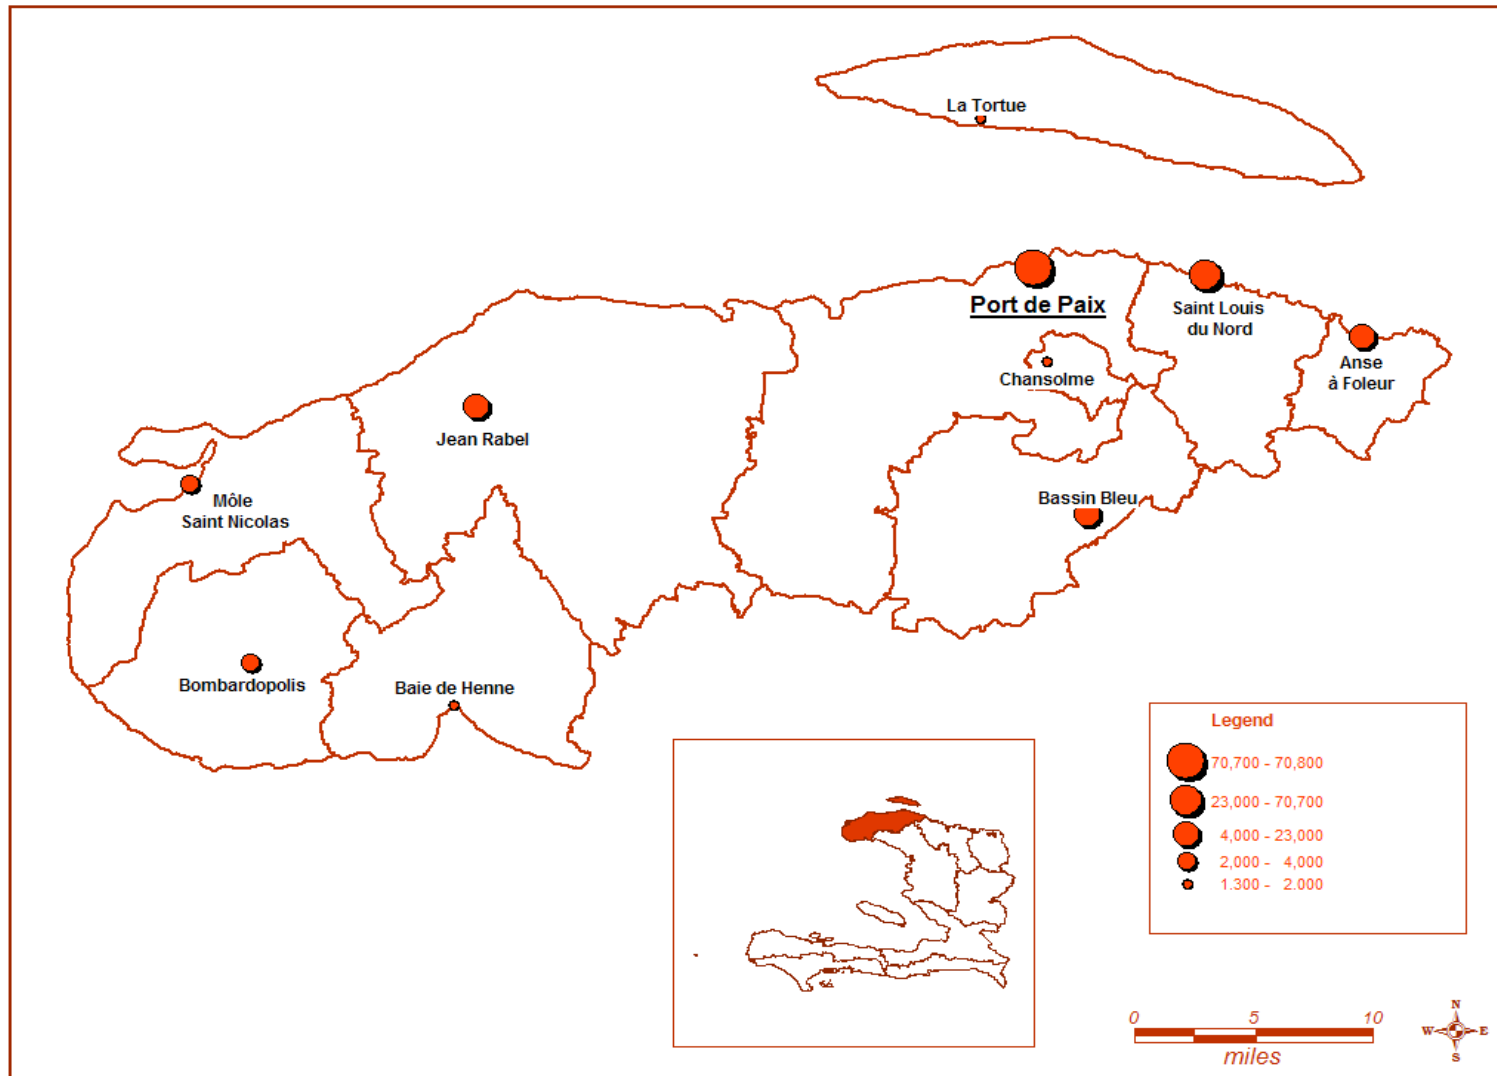 La Tortue
Port de Paix
Saint Louis
du Nord
Anse
à Foleur
Chansolme
Jean Rabel
Bassin Bleu
Môle
Saint Nicolas
Bombardopolis
Baie de Henne
Legend
70,700 - 70,800
23,000 - 70,700
4,000 - 23,000
2,000 - 4,000
1.300 - 2.000
0 5 10
miles
N
W E
S